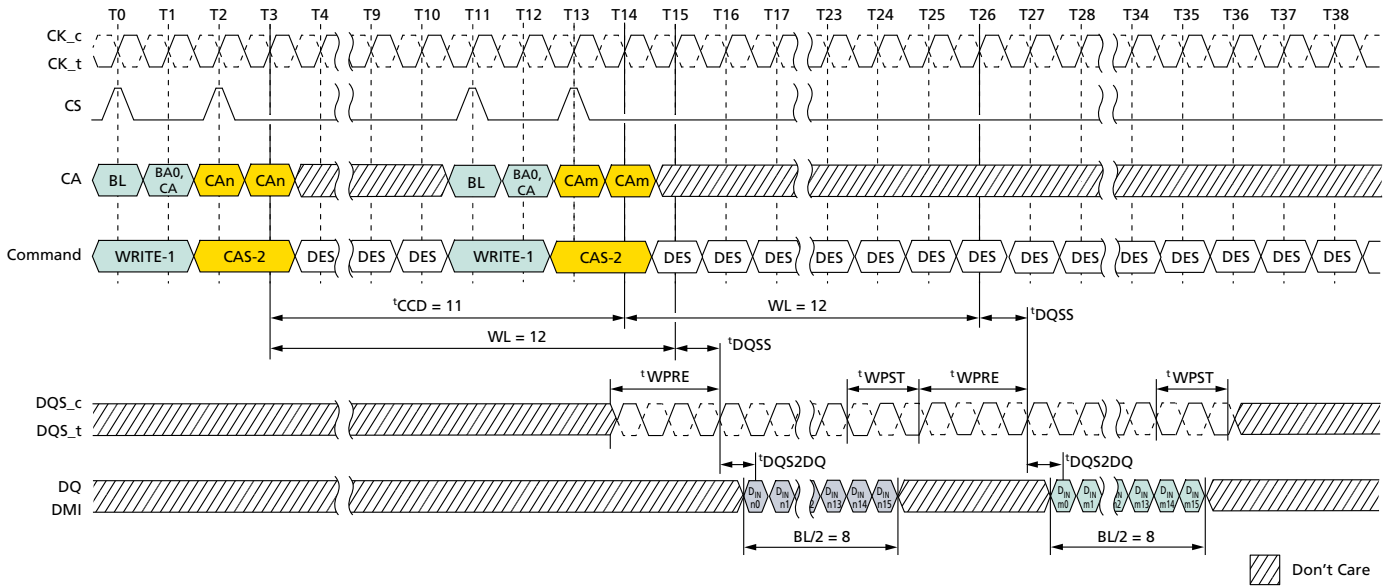 T0 T1 T2 T3 T4 T9 T10 T11 T12 T13 T14 T15 T16 T17 T23 T24 T25 T26 T27 T28 T34 T35 T36 T37 T38
CK_c
CK_t
CS
CA BL BA0, CA CAn CAn BL BA0, CA CAm CAm
Command WRITE-1 CAS-2 DES DES DES WRITE-1 CAS-2 DES DES DES DES DES DES DES DES DES DES DES DES DES DES
tCCD = 11 WL = 12 tDQSS
WL = 12 tDQSS
tWPRE tWPST tWPRE tWPST
DQS_c
DQS_t
tDQS2DQ tDQS2DQ
DQ
DMI
DIN n0 DIN n1 DIN n13 DIN n14 DIN n15 DIN m0 DIN m1 DIN m13 DIN m14 DIN m15
BL/2 = 8 BL/2 = 8
Don't Care